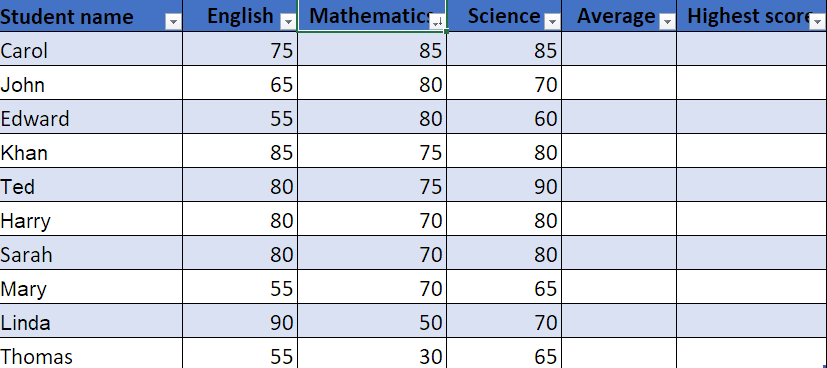 Student name English Mathematics Science Average Highest score
Carol 75 85 85
John 65 80 70
Edward 55 80 60
Khan 85 75 80
Ted 80 75 90
Harry 80 70 80
Sarah 80 70 80
Mary 55 70 65
Linda 90 50 70
Thomas 55 30 65